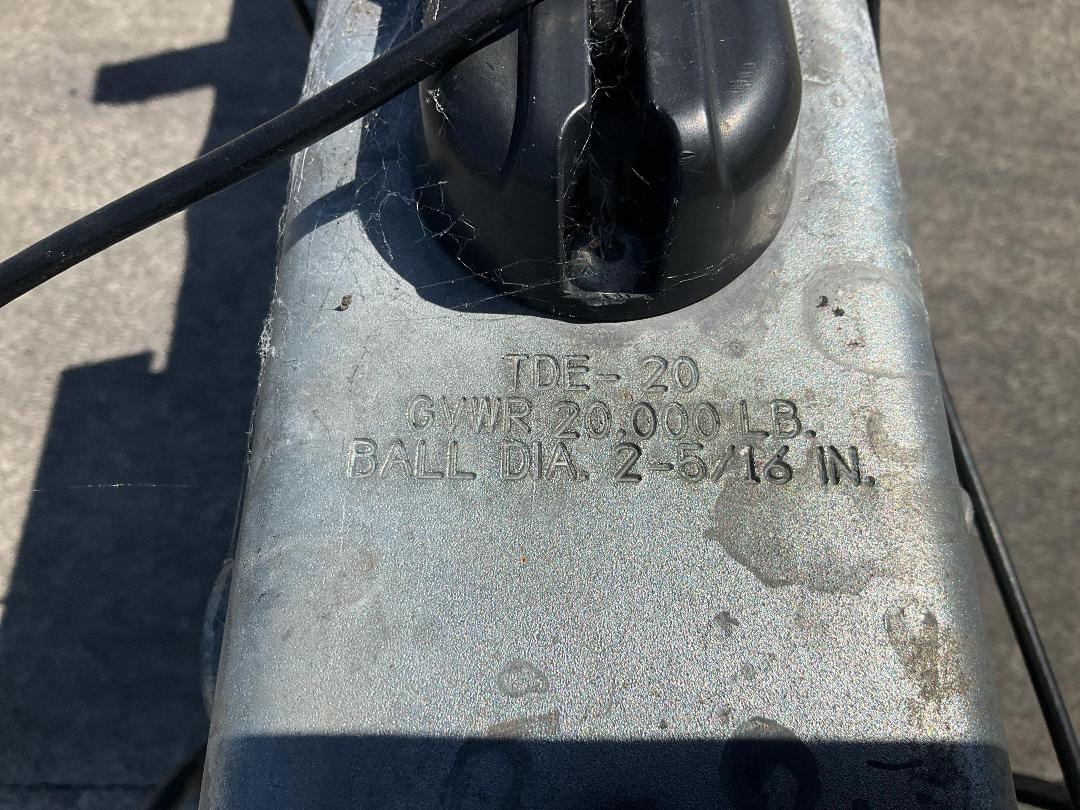 TDE-20
GVWR 20.000 LB.
BALL DIA. 2-5/16 IN.